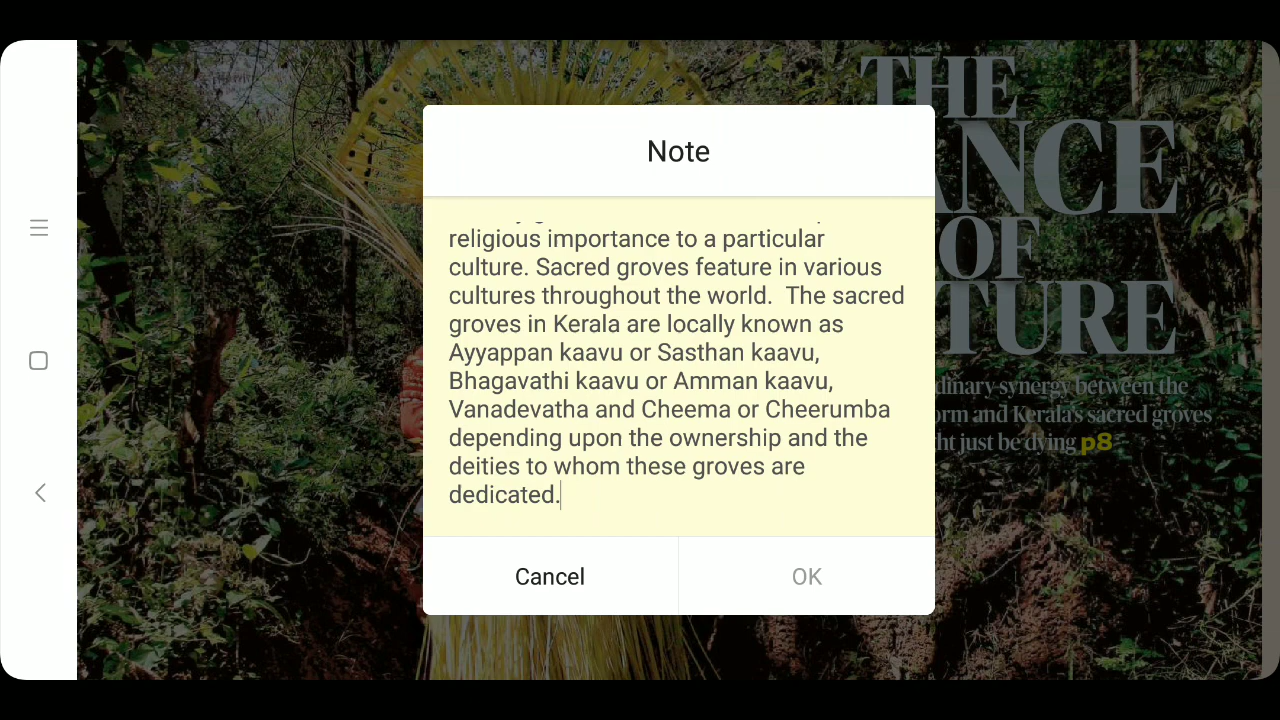 THE
ANCE
OF
TURE
dinary synergy between the
orm and Kerala's sacred groves
ht just be dying p8
Note
religious importance to a particular
culture. Sacred groves feature in various
cultures throughout the world.  The sacred
groves in Kerala are locally known as
Ayyappan kaavu or Sasthan kaavu,
Bhagavathi kaavu or Amman kaavu,
Vanadevatha and Cheema or Cheerumba
depending upon the ownership and the
deities to whom these groves are
dedicated.
Cancel
OK